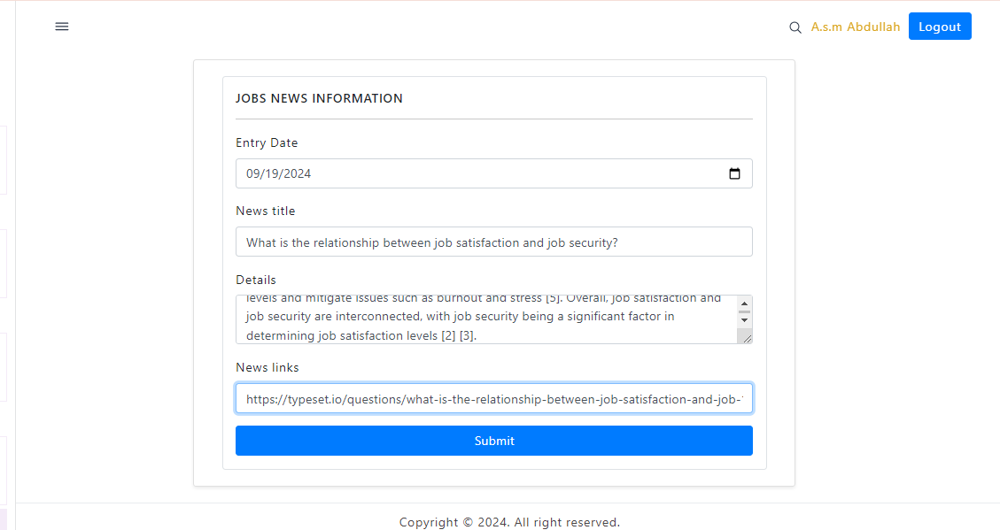 A.s.m Abdullah Logout
JOBS NEWS INFORMATION
Entry Date
09/19/2024
News title
What is the relationship between job satisfaction and job security?
Details
levels and mitigate issues such as burnout and stress [5]. Overall, job satisfaction and
job security are interconnected, with job security being a significant factor in
determining job satisfaction levels [2] [3].
News links
https://typeset.io/questions/what-is-the-relationship-between-job-satisfaction-and-job-
Submit
Copyright © 2024. All right reserved.